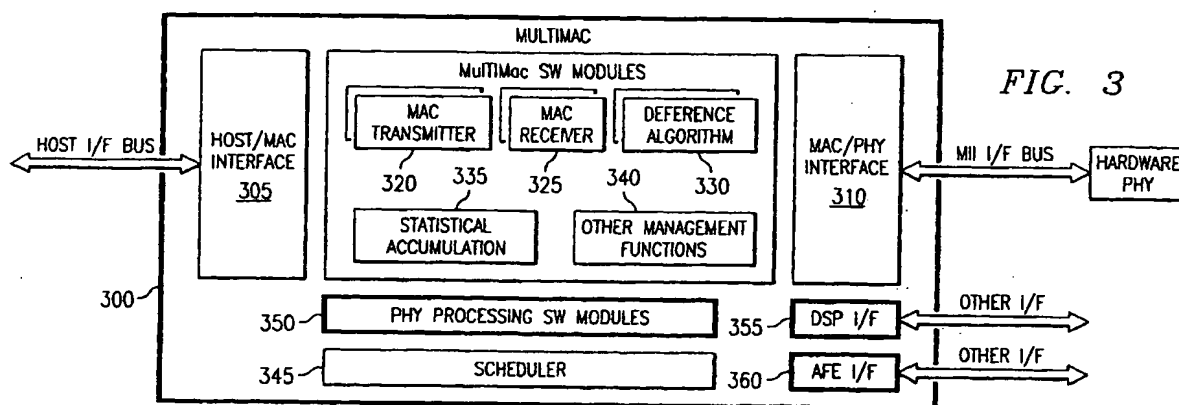 MULTIMAC
FIG. 3
MulTIMac SW MODULES
HOST I/F BUS
HOST/MAC
INTERFACE
305
MAC
TRANSMITTER
320
MAC
RECEIVER
325
DEFERENCE
ALGORITHM
330
335
STATISTICAL
ACCUMULATION
340
OTHER MANAGEMENT
FUNCTIONS
MAC/PHY
INTERFACE
310
MII I/F BUS
HARDWARE
PHY
300
350
PHY PROCESSING SW MODULES
355
DSP I/F
OTHER I/F
345
SCHEDULER
360
AFE I/F
OTHER I/F